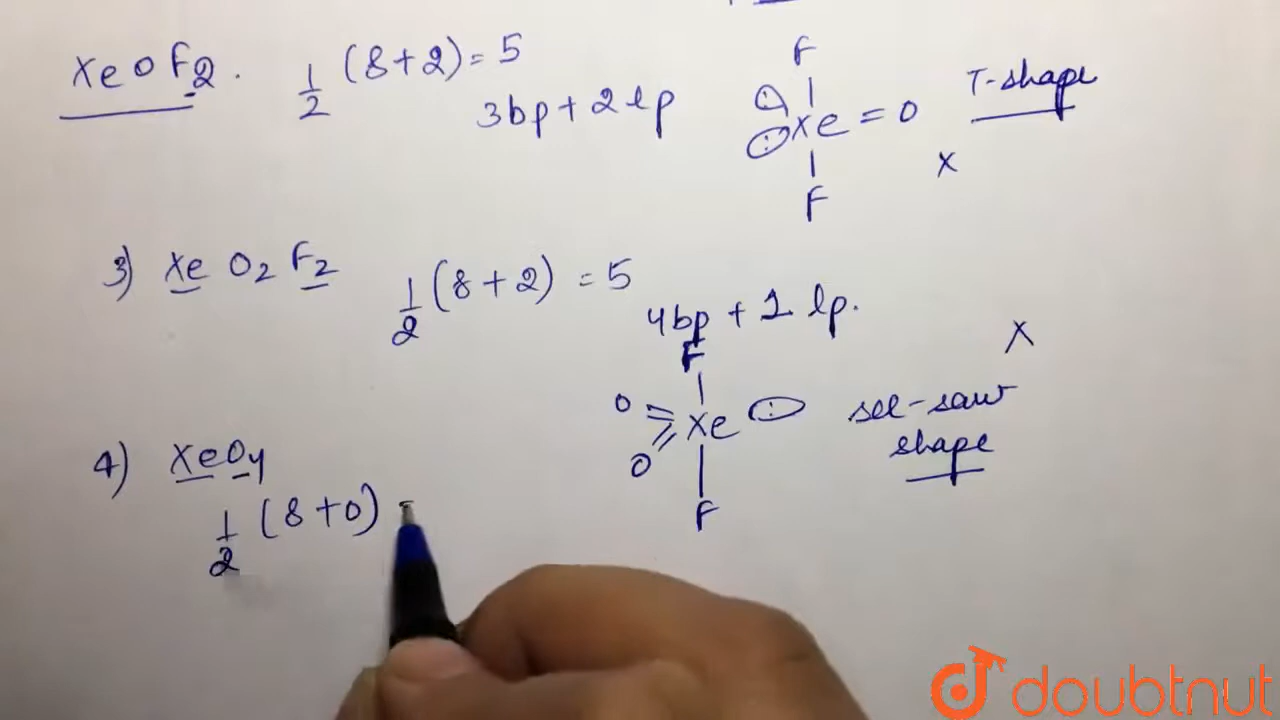 XeOF2. 1/2 (8+2) = 5
3bp + 2lp
F
Xe = O
F
T-shape
X
3) XeO2F2 1/2 (8+2) = 5
4bp + 1 lp.
X
F
O
Xe
O
F
see-saw
shape
4) XeO4
1/2 (8+0) =
doubtnut